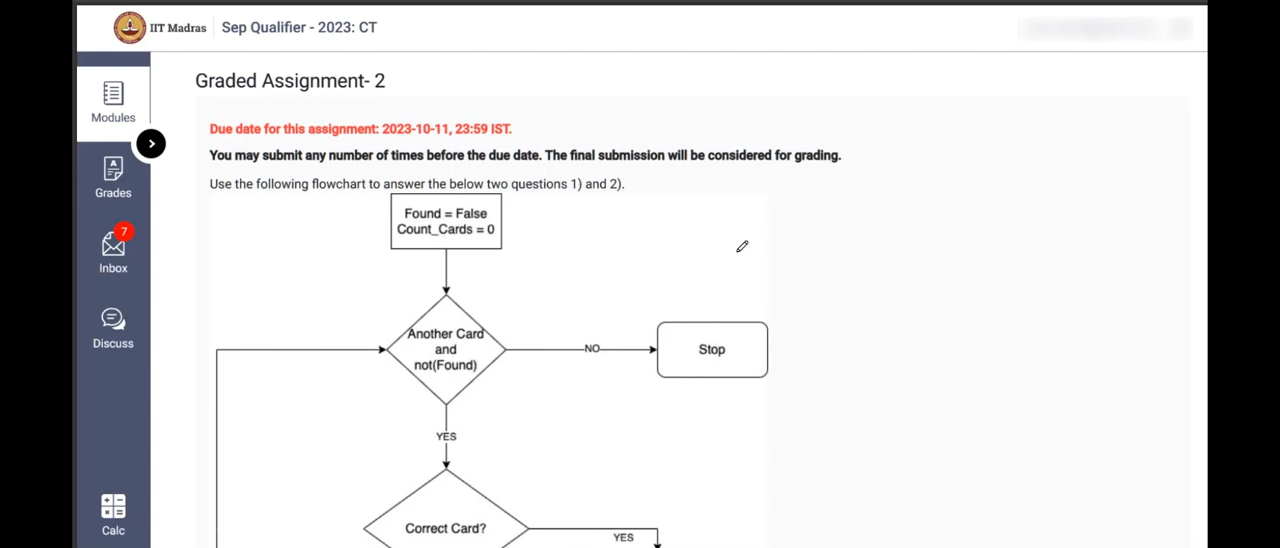 IIT Madras
Sep Qualifier - 2023: CT
Modules
Grades
7
Inbox
Discuss
Calc
Graded Assignment- 2
Due date for this assignment: 2023-10-11, 23:59 IST.
You may submit any number of times before the due date. The final submission will be considered for grading.
Use the following flowchart to answer the below two questions 1) and 2).
Found = False
Count_Cards = 0
Another Card
and
not(Found)
NO
Stop
YES
Correct Card?
YES